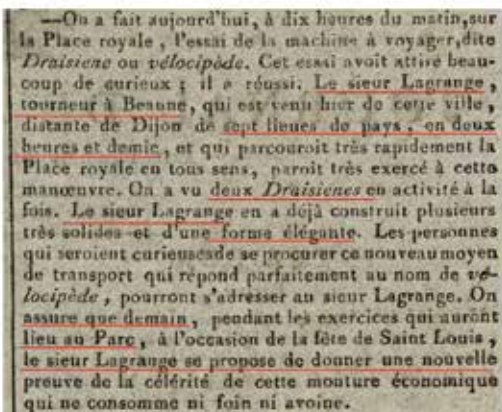 —On a fait aujourd'hui, à dix heures du matin, sur
la Place royale, l'essai de la machine à voyager, dite
Draisiene ou vélocipède. Cet essai avoit attiré beau-
coup de curieux ; il a réussi. Le sieur Lagrange,
tourneur à Beaune, qui est venu hier de cette ville,
distante de Dijon de sept lieues de pays, en deux
heures et demie, et qui parcouroit très rapidement la
Place royale en tous sens, paroît très exercé à cette
manœuvre. On a vu deux Draisienes en activité à la
fois. Le sieur Lagrange en a déjà construit plusieurs
très solides et d'une forme élégante. Les personnes
qui seroient curieuses de se procurer ce nouveau moyen
de transport qui répond parfaitement au nom de vé-
locipède, pourront s'adresser au sieur Lagrange. On
assure que demain, pendant les exercices qui auront
lieu au Parc, à l'occasion de la fête de Saint Louis,
le sieur Lagrange se propose de donner une nouvelle
preuve de la célérité de cette monture économique
qui ne consomme ni foin ni avoine.